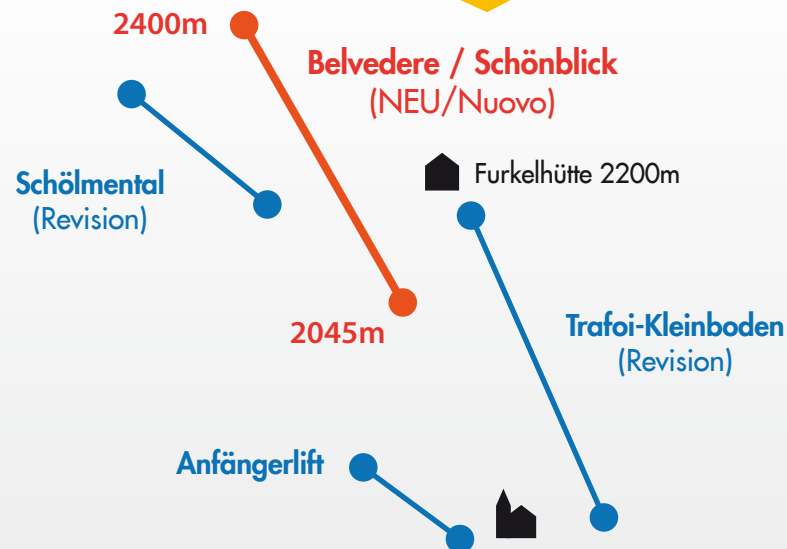 2400m
Belvedere / Schönblick
(NEU/Nuovo)
Schölmental
(Revision)
Furkelhütte 2200m
2045m
Trafoi-Kleinboden
(Revision)
Anfängerlift